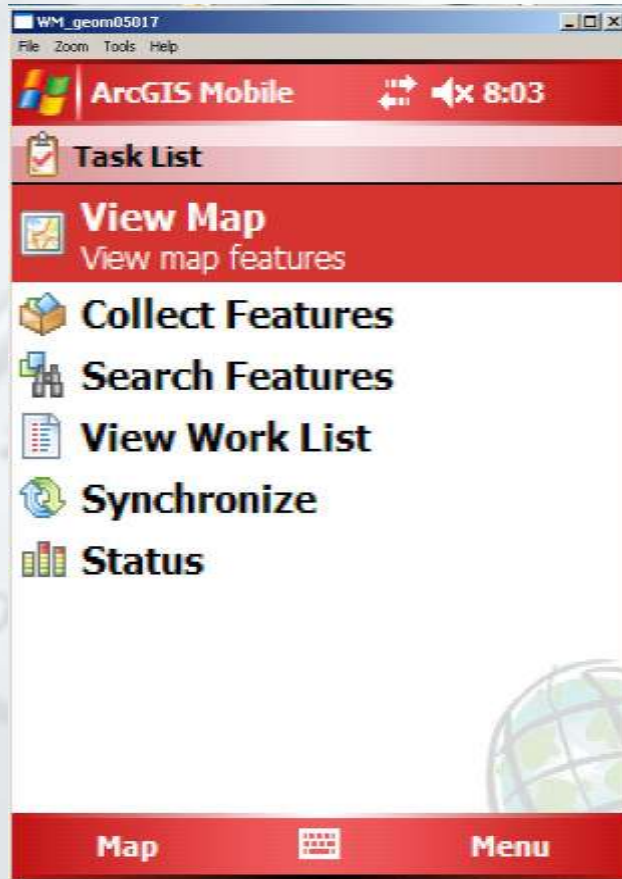 WM_geom05017
File Zoom Tools Help
ArcGIS Mobile 8:03
Task List
View Map
View map features
Collect Features
Search Features
View Work List
Synchronize
Status
Map Menu